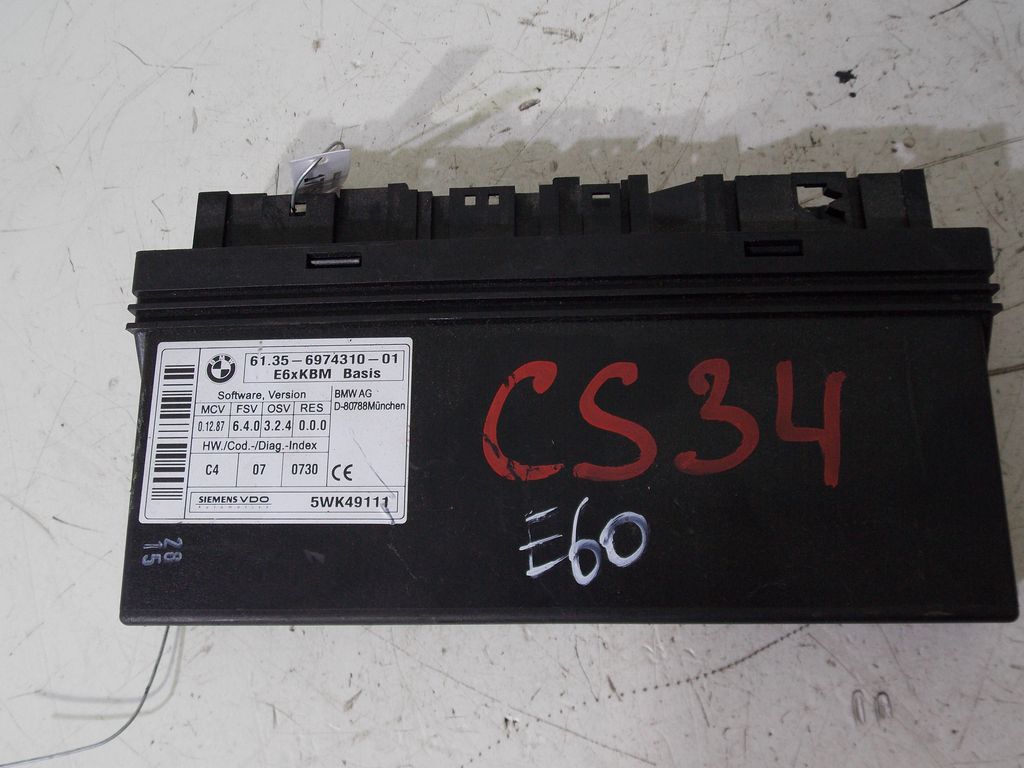 61.35-6974310-01
E6xKBM Basis
Software, Version
MCV FSV OSV RES
0.12.87 6.4.0 3.2.4 0.0.0
HW./Cod.-/Diag.-Index
C4 07 0730
BMW AG
D-80788München
CE
SIEMENS VDO
Automotive
5WK49111
28
15
CS34
E60